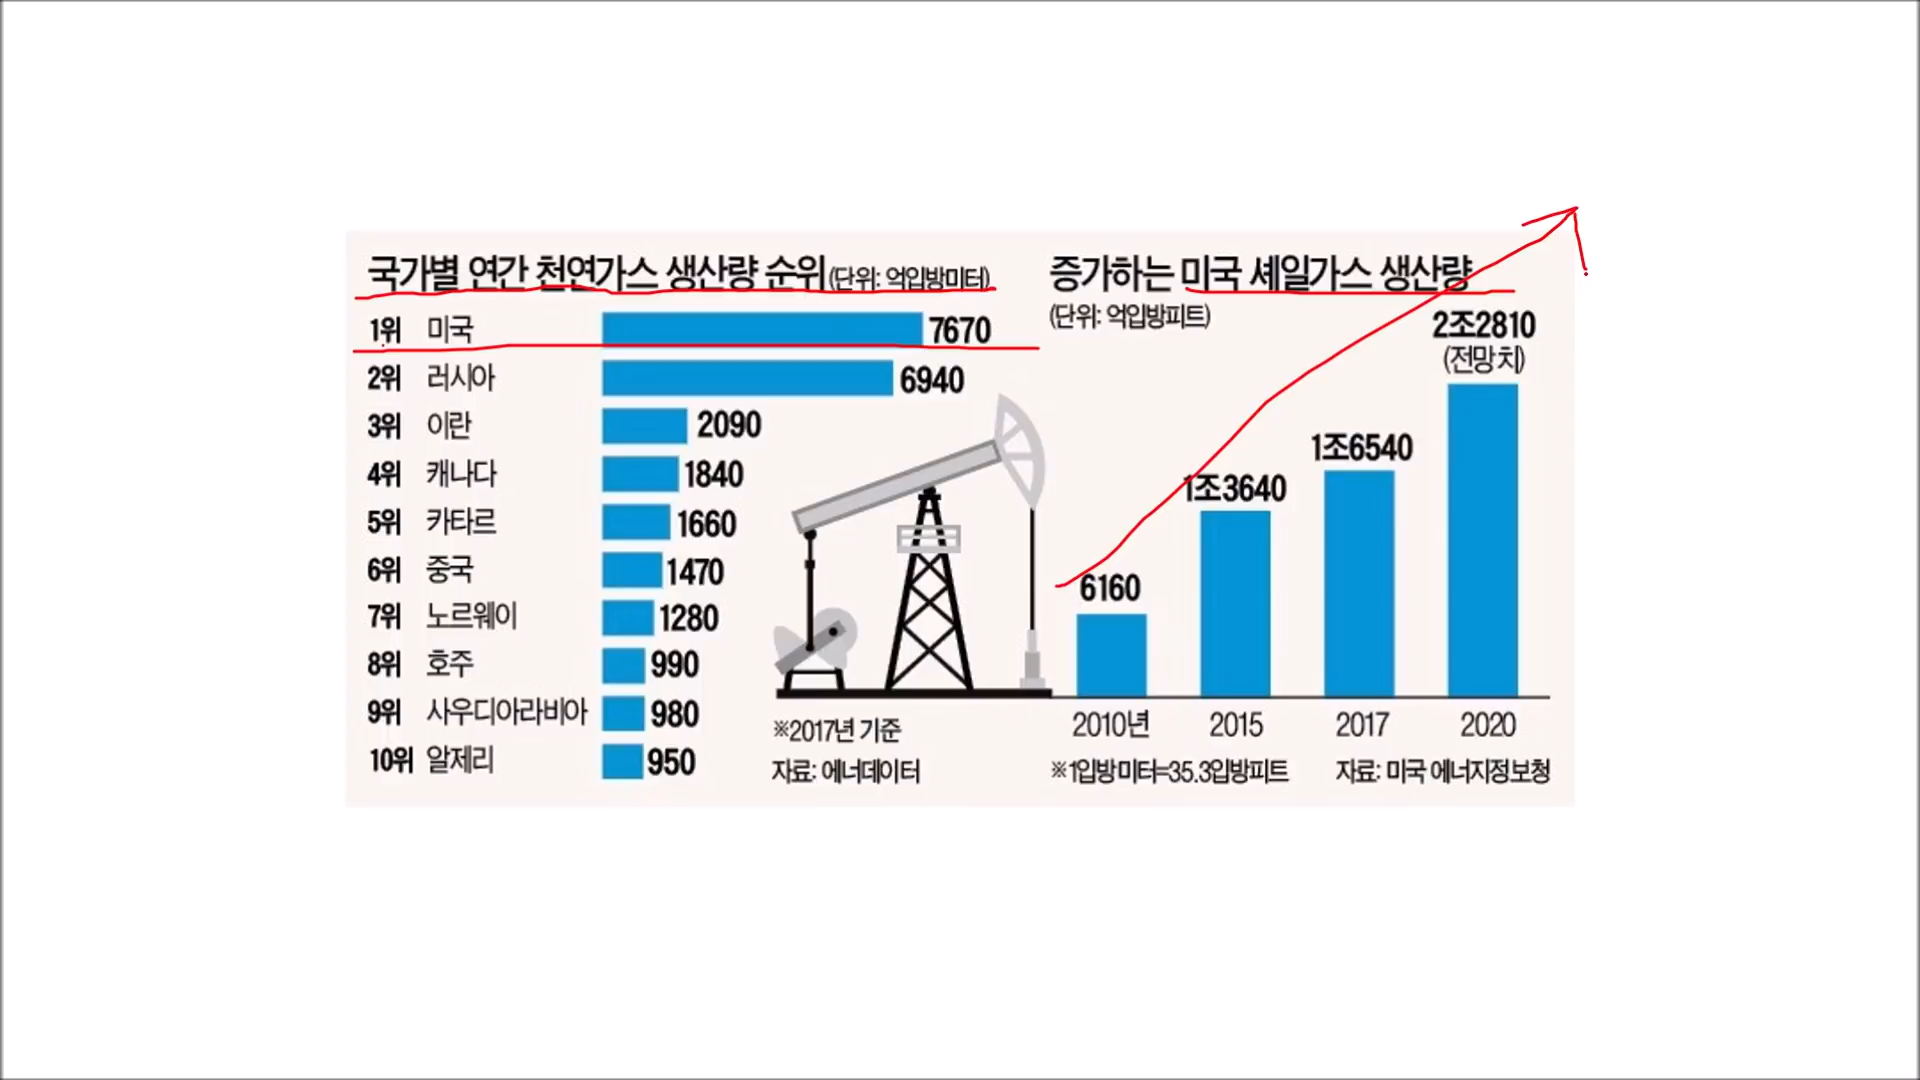 국가별 연간 천연가스 생산량 순위(단위: 억입방미터)
1위 미국 7670
2위 러시아 6940
3위 이란 2090
4위 캐나다 1840
5위 카타르 1660
6위 중국 1470
7위 노르웨이 1280
8위 호주 990
9위 사우디아라비아 980
10위 알제리 950
※2017년 기준
자료: 에너데이터
증가하는 미국 셰일가스 생산량
(단위: 억입방피트)
6160
1조3640
1조6540
2조2810
(전망치)
2010년 2015 2017 2020
※1입방미터=35.3입방피트 자료: 미국 에너지정보청